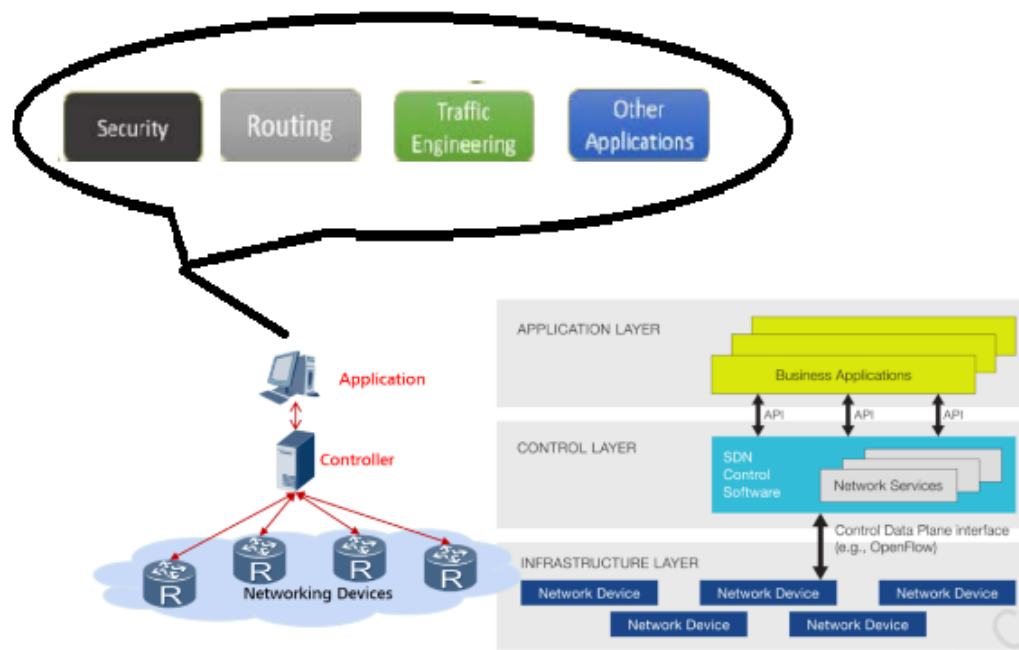 Security
Routing
Traffic
Engineering
Other
Applications
Application
Controller
R
R
R
R
Networking Devices
APPLICATION LAYER
Business Applications
API
API
API
CONTROL LAYER
SDN
Control
Software
Network Services
Control Data Plane interface
(e.g., OpenFlow)
INFRASTRUCTURE LAYER
Network Device
Network Device
Network Device
Network Device
Network Device